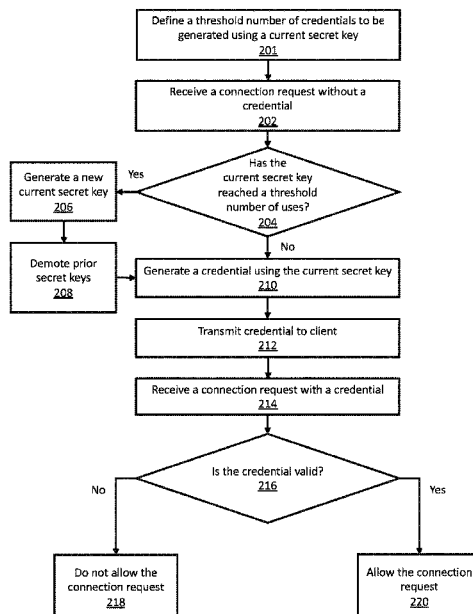 Define a threshold number of credentials to be
generated using a current secret key
201
Receive a connection request without a
credential
202
Has the
current secret key
reached a threshold
number of uses?
204
Yes
Generate a new
current secret key
206
Demote prior
secret keys
208
No
Generate a credential using the current secret key
210
Transmit credential to client
212
Receive a connection request with a credential
214
Is the credential valid?
216
No
Yes
Do not allow the
connection request
218
Allow the connection
request
220